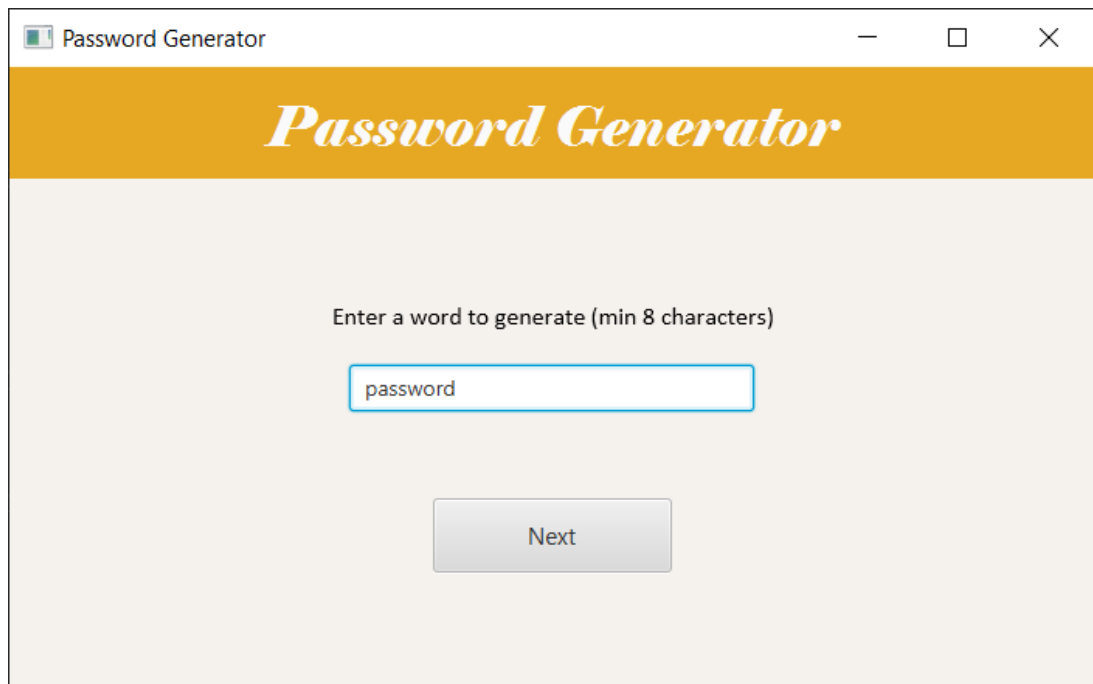 Password Generator
Password Generator
Enter a word to generate (min 8 characters)
password
Next